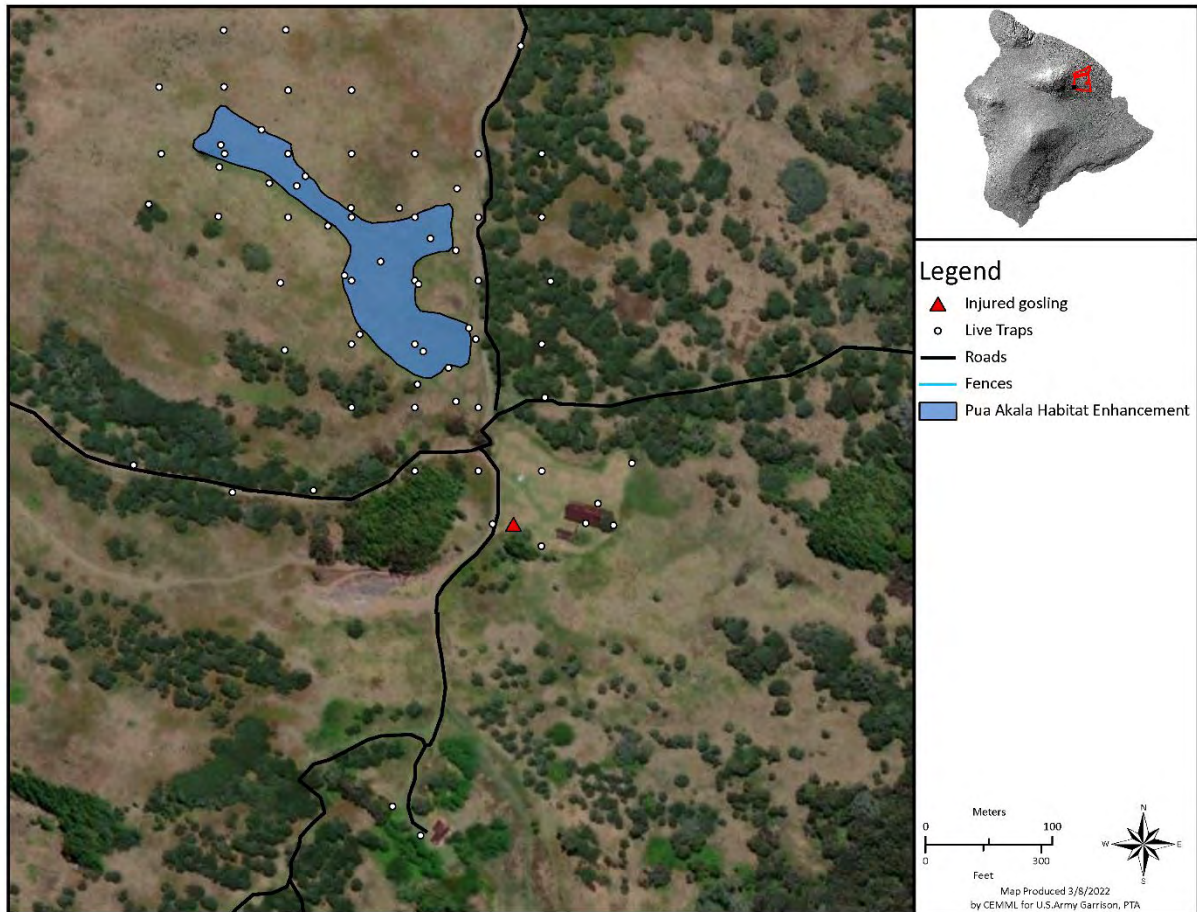 Legend
Injured gosling
Live Traps
Roads
Fences
Pua Akala Habitat Enhancement
Meters
0 100
0 300
Feet
N
W E
S
Map Produced 3/8/2022
by CEMML for U.S.Army Garrison, PTA